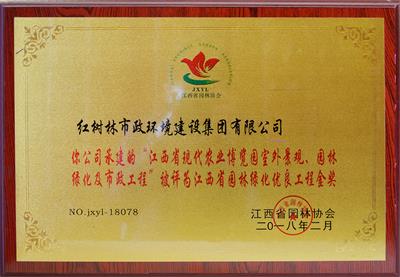 JXYL
江西省园林协会
红树林市政环境建设集团有限公司
你公司承建的“江西省现代农业博览园室外景观、园林
绿化及市政工程”被评为江西省园林绿化优良工程金奖
NO.jxyl-18078
江西省园林协会
二〇一八年二月